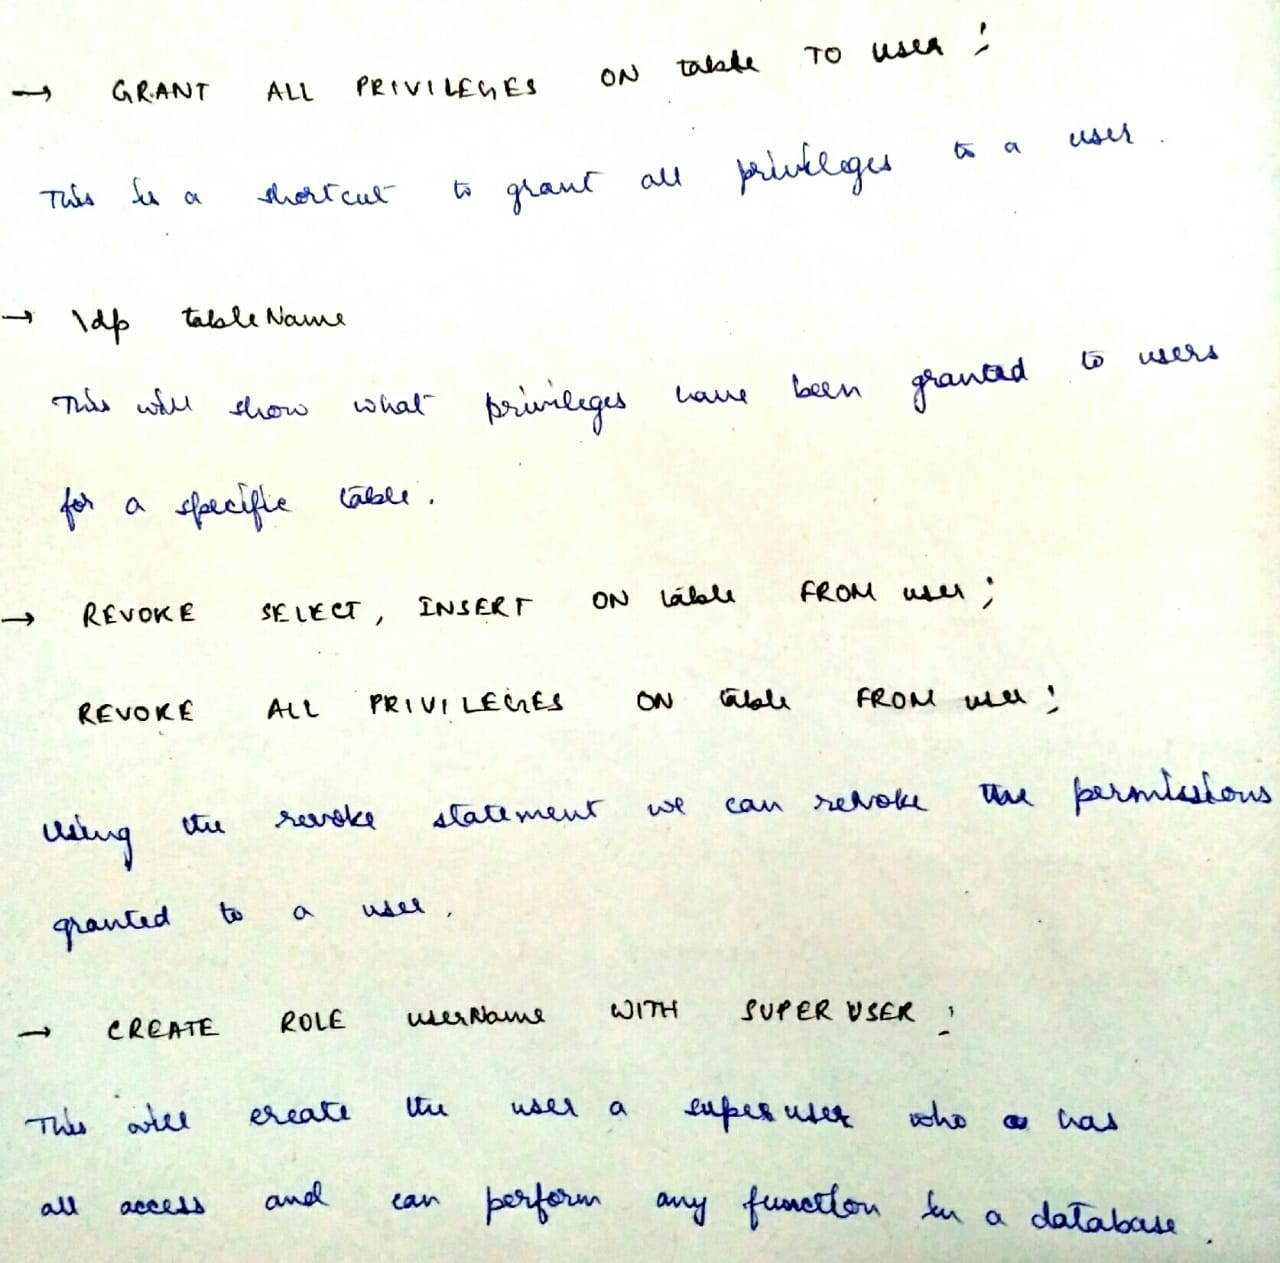 → GRANT ALL PRIVILEGES ON table TO user ;
This is a shortcut to grant all privileges to a user .
→ \dp tableName
This will show what privileges have been granted to users
for a specific table .
→ REVOKE SELECT , INSERT ON table FROM user ;
REVOKE ALL PRIVILEGES ON table FROM user ;
Using the revoke statement we can revoke the permissions
granted to a user .
→ CREATE ROLE userName WITH SUPERUSER ;
This will create the user a superuser who has
all access and can perform any function in a database .